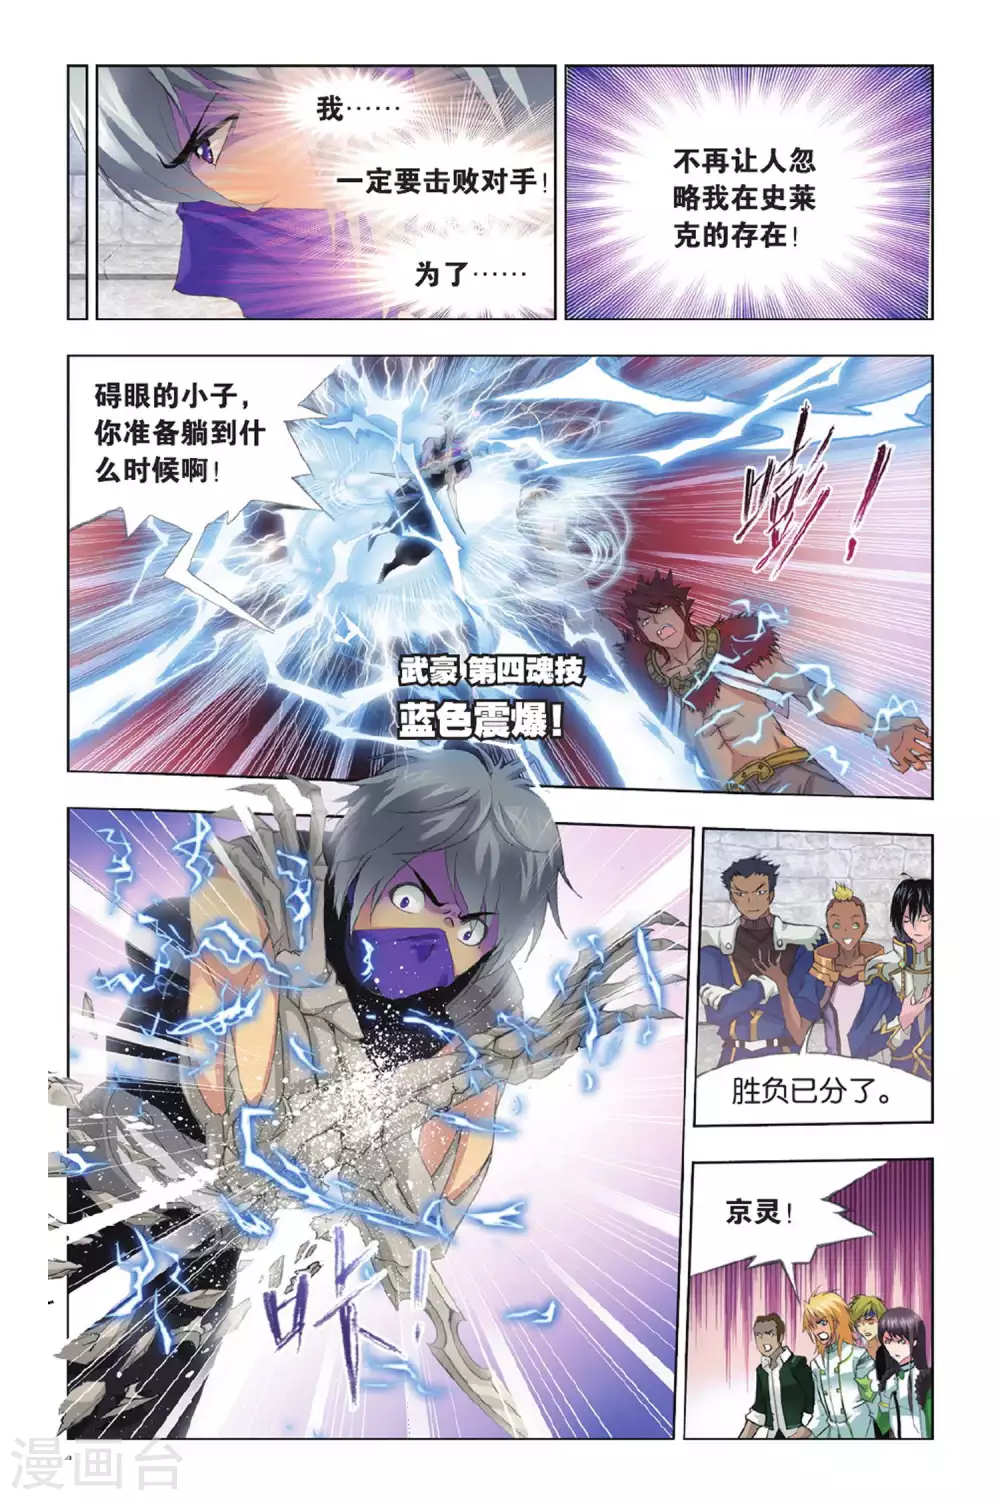 我……
一定要击败对手！
为了……
不再让人忽
略我在史莱
克的存在！
碍眼的小子，
你准备躺到什
么时候啊！
嘭！
武豪 第四魂技
蓝色震爆！
胜负已分了。
咔！
京灵！
漫画台